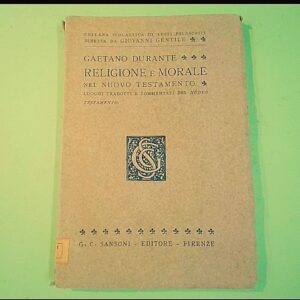 COLLANA SCOLASTICA DI TESTI FILOSOFICI
DIRETTA DA GIOVANNI GENTILE
GAETANO DURANTE
RELIGIONE E MORALE
NEL NUOVO TESTAMENTO
LUOGHI TRADOTTI E COMMENTATI DEL NUOVO
TESTAMENTO
G. C. SANSONI - EDITORE - FIRENZE